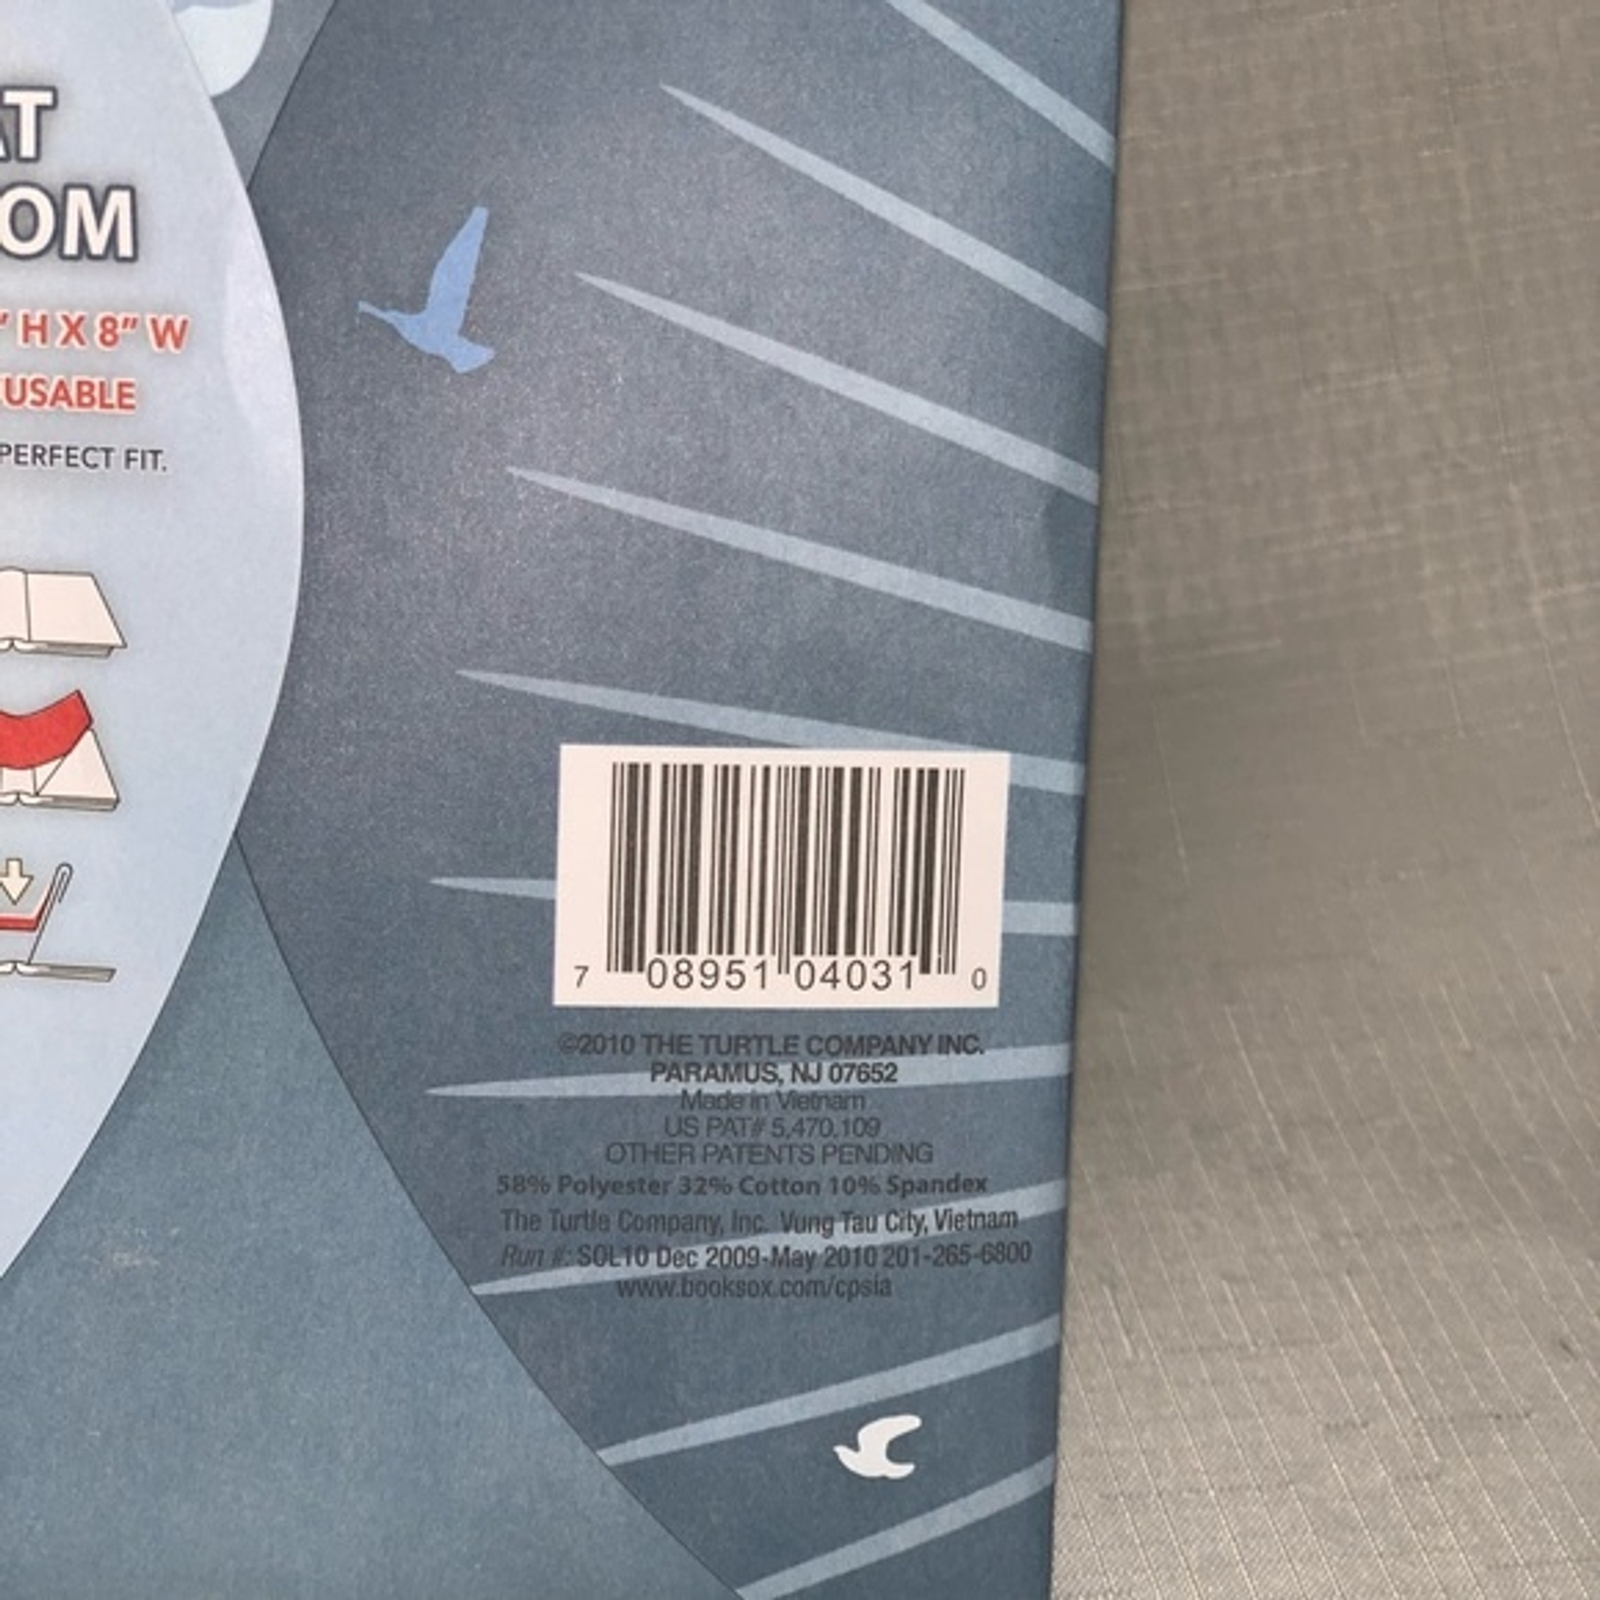 AT
OM
" H X 8" W
USABLE
PERFECT FIT.
7 08951 04031 0
©2010 THE TURTLE COMPANY INC.
PARAMUS, NJ 07652
Made in Vietnam
US PAT# 5,470,109
OTHER PATENTS PENDING
58% Polyester 32% Cotton 10% Spandex
The Turtle Company, Inc. Vung Tau City, Vietnam
Run #: SOL10 Dec 2009-May 2010 201-265-6800
www.booksox.com/cpsia